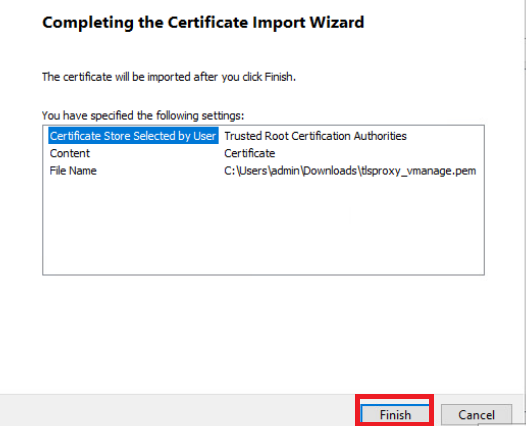 Completing the Certificate Import Wizard
The certificate will be imported after you click Finish.
You have specified the following settings:
Certificate Store Selected by User Trusted Root Certification Authorities
Content Certificate
File Name C:\Users\admin\Downloads\tlsproxy_vmanage.pem
Finish Cancel